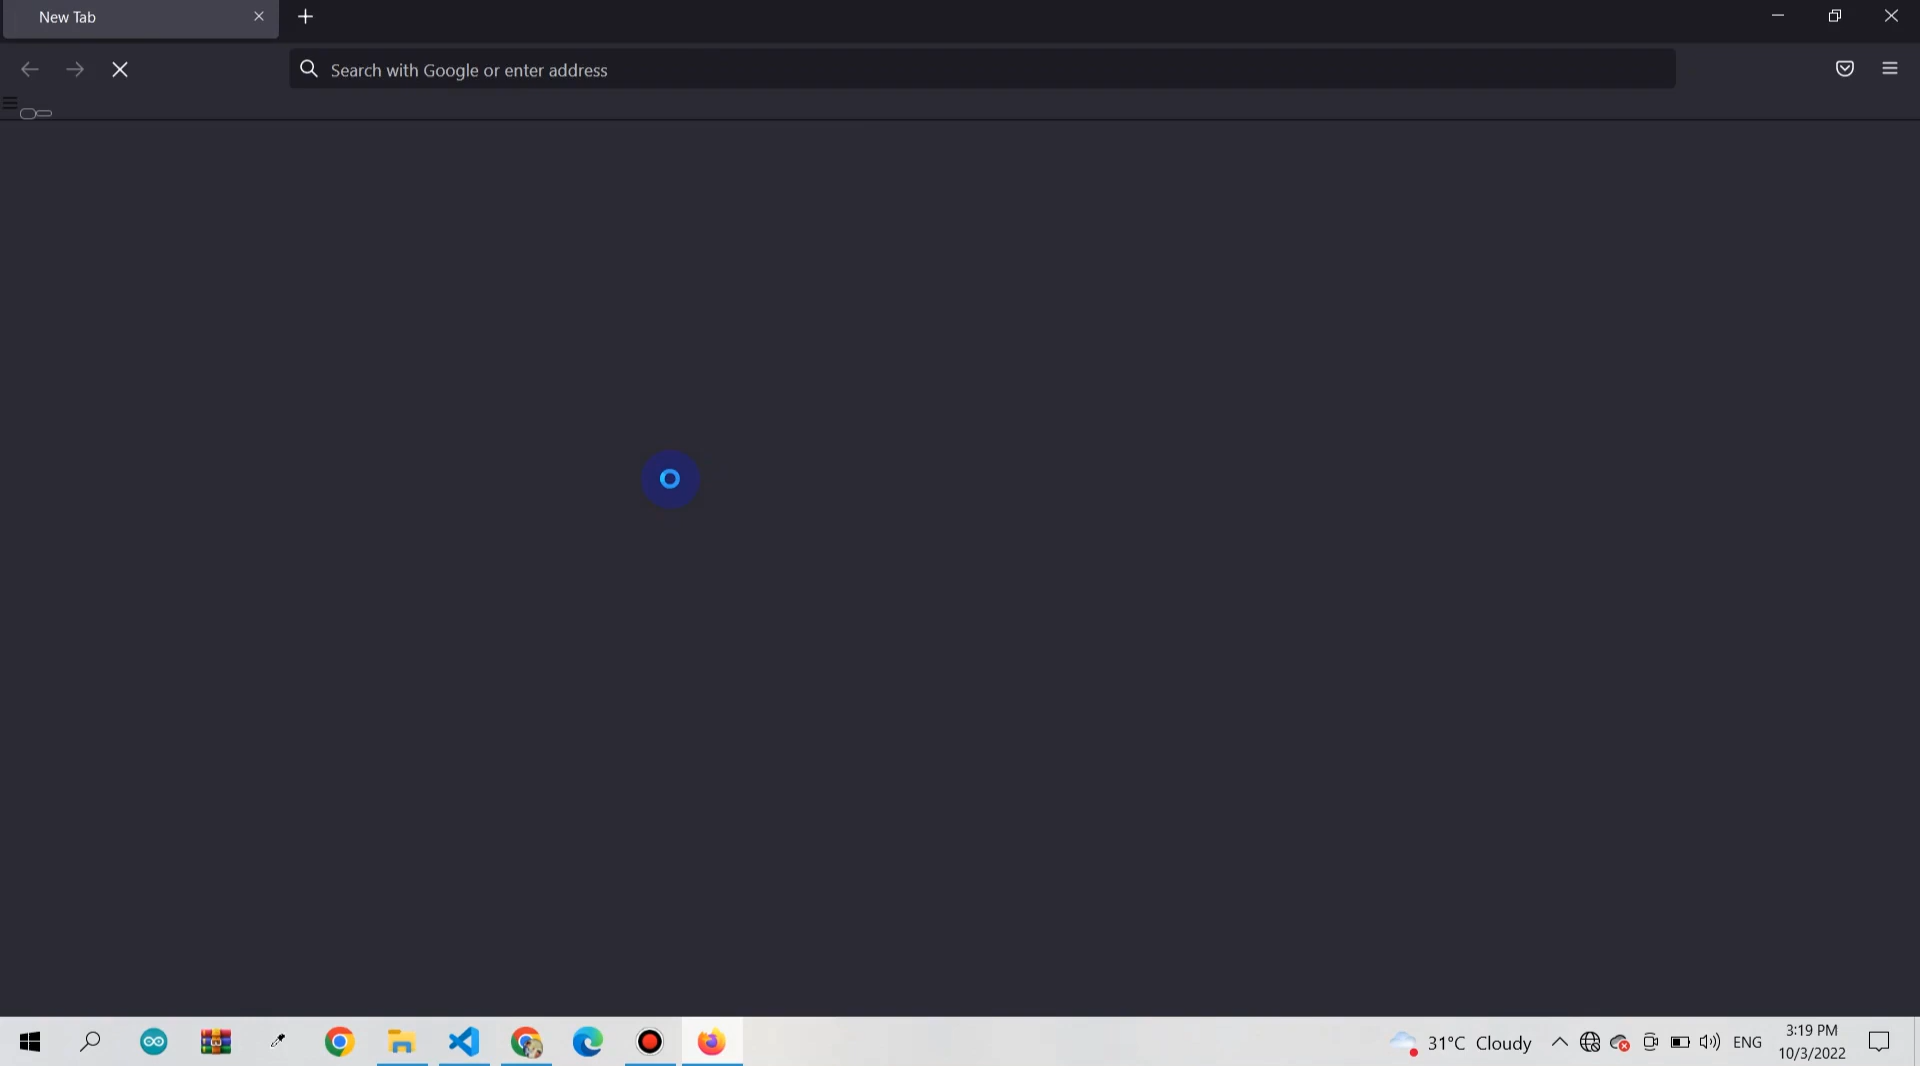 New Tab
Search with Google or enter address
31°C Cloudy
ENG
3:19 PM
10/3/2022